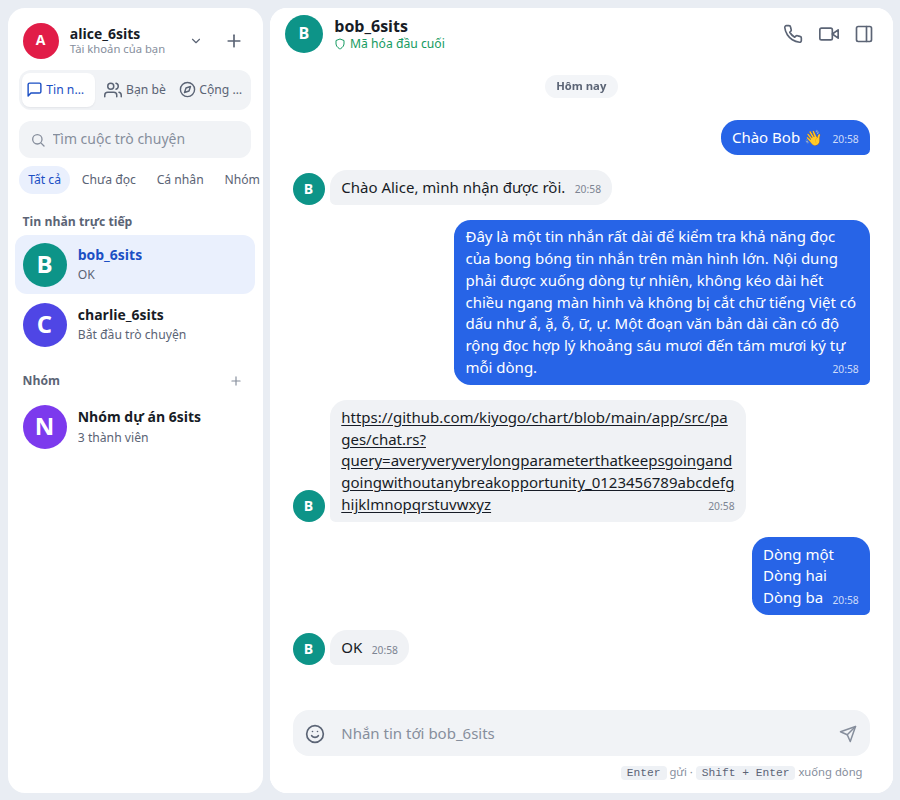 A
alice_6sits
Tài khoản của bạn
Tin n...
Bạn bè
Cộng ...
Tìm cuộc trò chuyện
Tất cả
Chưa đọc
Cá nhân
Nhóm
Tin nhắn trực tiếp
B
bob_6sits
OK
C
charlie_6sits
Bắt đầu trò chuyện
Nhóm
N
Nhóm dự án 6sits
3 thành viên
B
bob_6sits
Mã hóa đầu cuối
Hôm nay
Chào Bob 👋 20:58
B
Chào Alice, mình nhận được rồi. 20:58
Đây là một tin nhắn rất dài để kiểm tra khả năng đọc
của bong bóng tin nhắn trên màn hình lớn. Nội dung
phải được xuống dòng tự nhiên, không kéo dài hết
chiều ngang màn hình và không bị cắt chữ tiếng Việt có
dấu như ẩ, ặ, ỗ, ữ, ự. Một đoạn văn bản dài cần có độ
rộng đọc hợp lý khoảng sáu mươi đến tám mươi ký tự
mỗi dòng. 20:58
https://github.com/kiyogo/chart/blob/main/app/src/pa
ges/chat.rs?
query=averyveryverylongparameterthatkeepsgoingand
goingwithoutanybreakopportunity_0123456789abcdefg
hijklmnopqrstuvwxyz 20:58
B
Dòng một
Dòng hai
Dòng ba 20:58
B
OK 20:58
Nhắn tin tới bob_6sits
Enter gửi · Shift + Enter xuống dòng